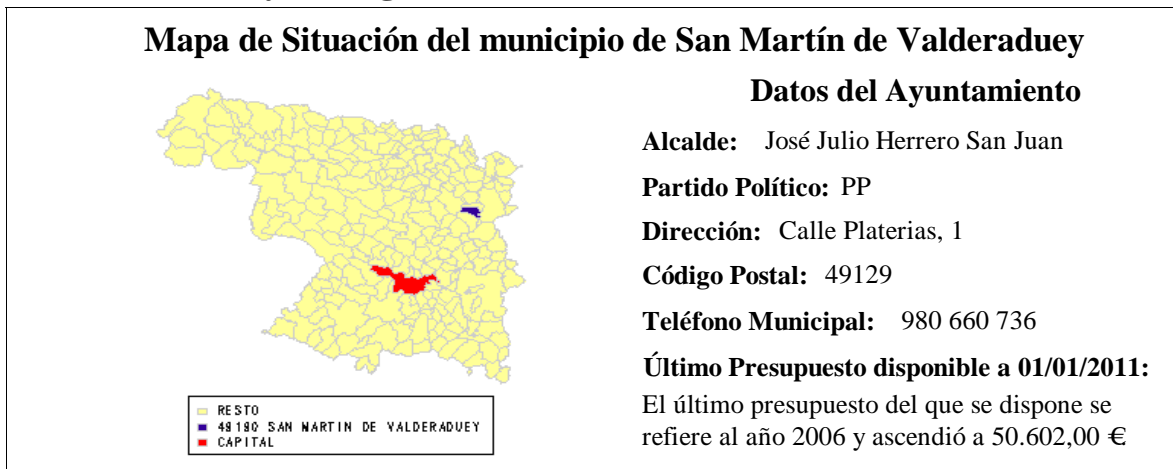 Mapa de Situación del municipio de San Martín de Valderaduey
Datos del Ayuntamiento
Alcalde: José Julio Herrero San Juan
Partido Político: PP
Dirección: Calle Platerias, 1
Código Postal: 49129
Teléfono Municipal: 980 660 736
Último Presupuesto disponible a 01/01/2011:
El último presupuesto del que se dispone se
refiere al año 2006 y ascendió a 50.602,00 €
RESTO
49190 SAN MARTIN DE VALDERADUEY
CAPITAL